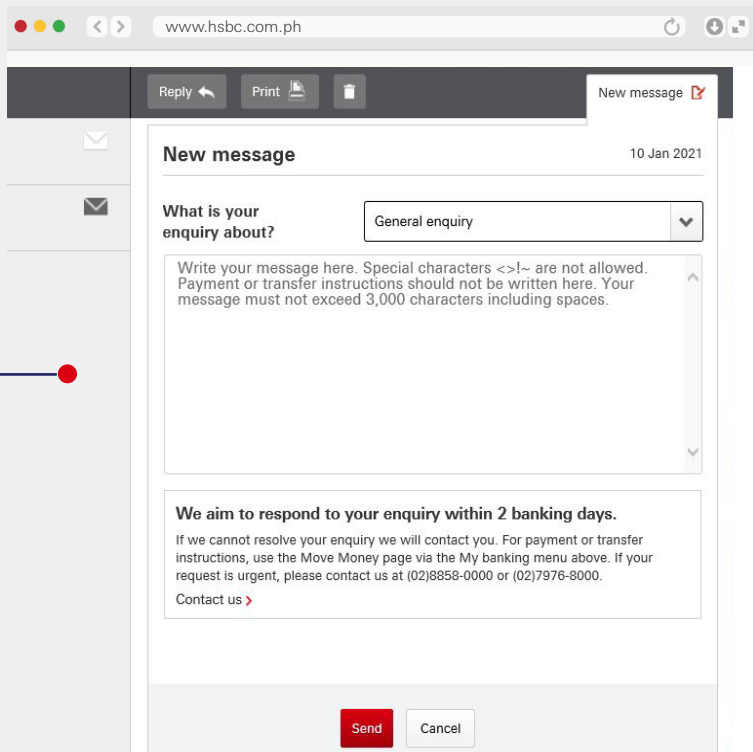 www.hsbc.com.ph
Reply
Print
New message
New message
10 Jan 2021
What is your
enquiry about?
General enquiry
Write your message here. Special characters <>!~ are not allowed.
Payment or transfer instructions should not be written here. Your
message must not exceed 3,000 characters including spaces.
We aim to respond to your enquiry within 2 banking days.
If we cannot resolve your enquiry we will contact you. For payment or transfer
instructions, use the Move Money page via the My banking menu above. If your
request is urgent, please contact us at (02)8858-0000 or (02)7976-8000.
Contact us
Send
Cancel